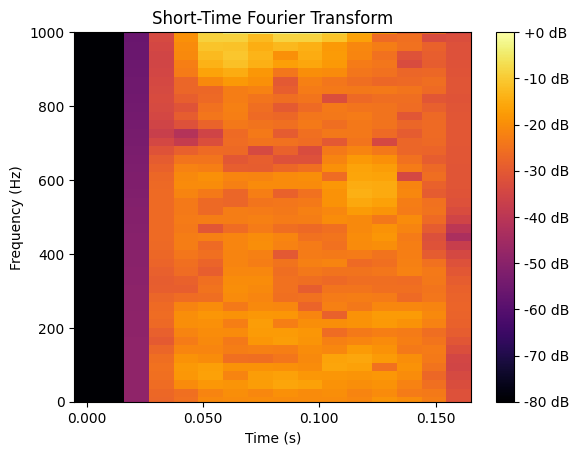 Short-Time Fourier Transform
1000
800
600
400
200
0
Frequency (Hz)
0.000
0.050
0.100
0.150
Time (s)
+0 dB
-10 dB
-20 dB
-30 dB
-40 dB
-50 dB
-60 dB
-70 dB
-80 dB